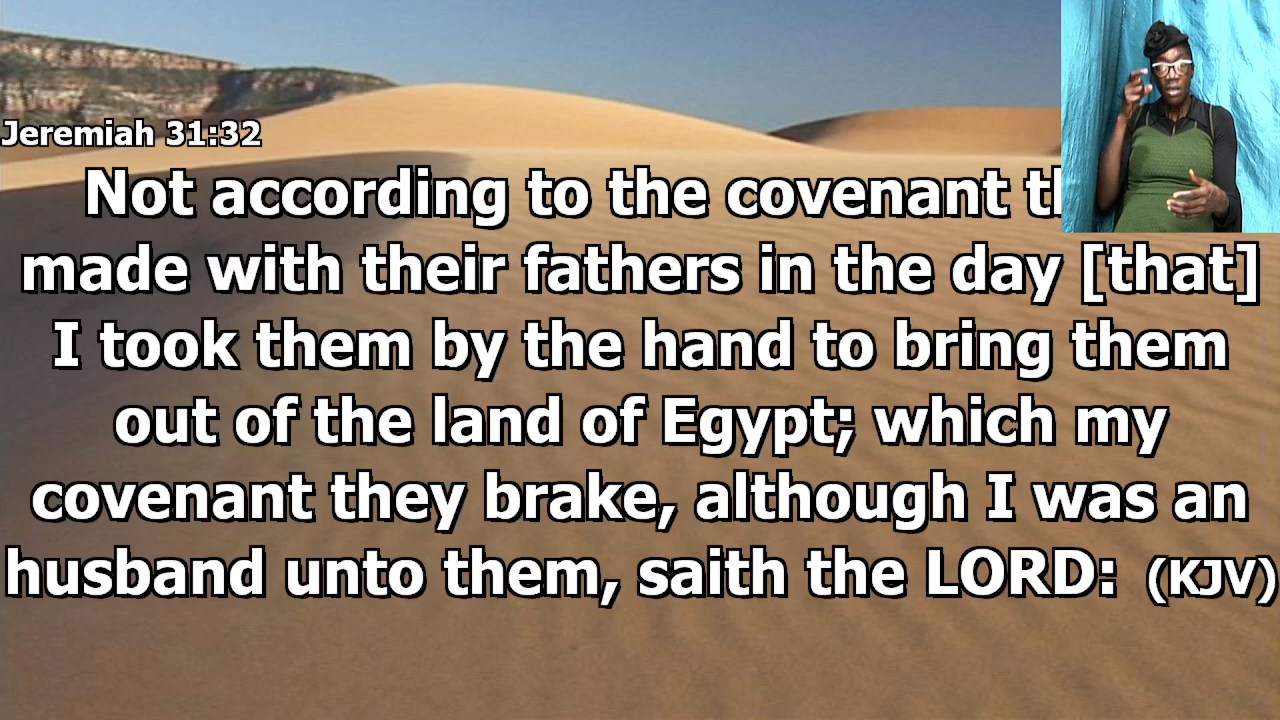 Jeremiah 31:32
Not according to the covenant
made with their fathers in the day [that]
I took them by the hand to bring them
out of the land of Egypt; which my
covenant they brake, although I was an
husband unto them, saith the LORD: (KJV)